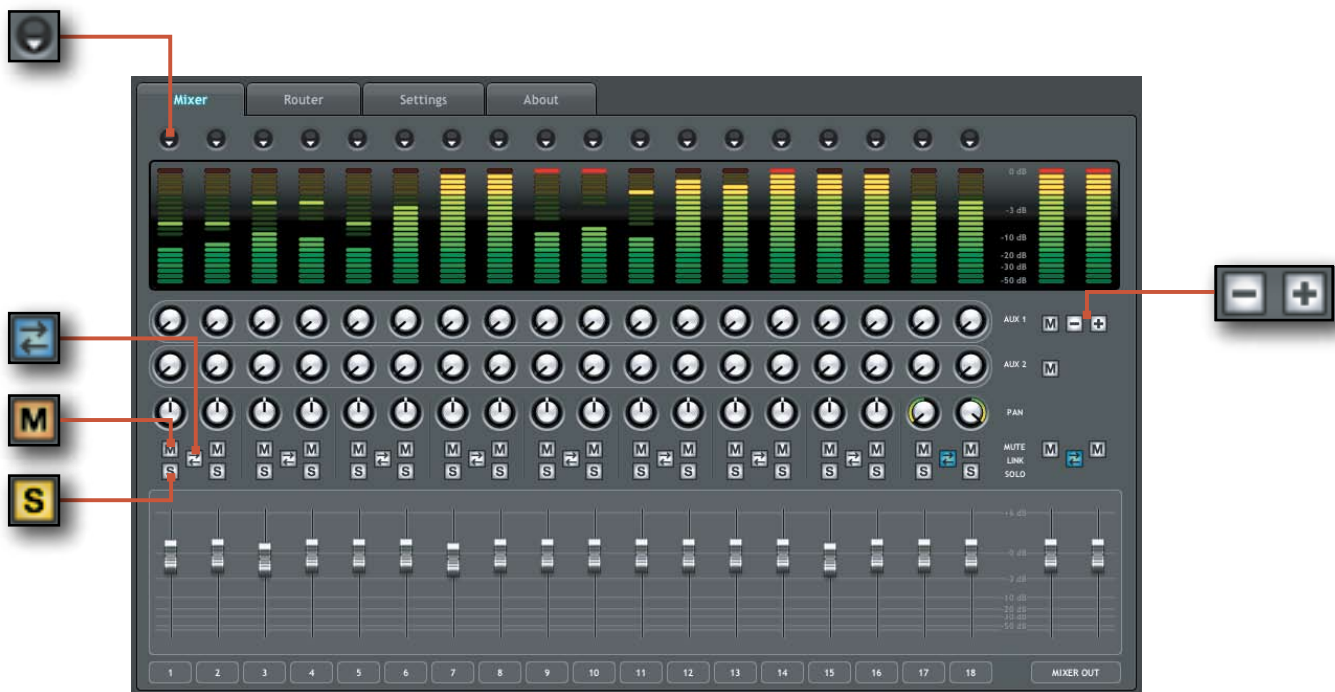 Mixer Router Settings About
0 dB
-3 dB
-10 dB
-20 dB
-30 dB
-50 dB
AUX 1 M
AUX 2 M
PAN
M
S
M M M M M M M M M M M M M M M M M M MUTE M M
LINK
S S S S S S S S S S S S S S S S S S SOLO
+6 dB
-0 dB
-3 dB
-10 dB
-20 dB
-30 dB
-50 dB
1 2 3 4 5 6 7 8 9 10 11 12 13 14 15 16 17 18 MIXER OUT